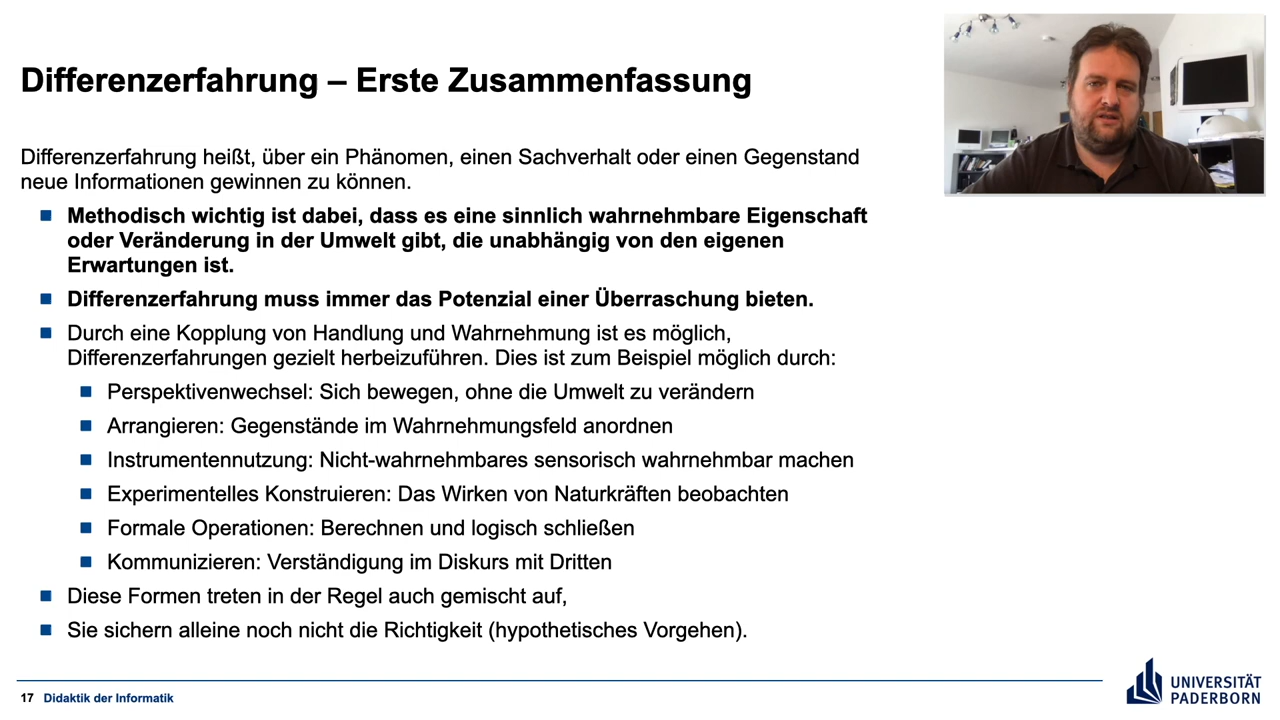 Differenzerfahrung – Erste Zusammenfassung
Differenzerfahrung heißt, über ein Phänomen, einen Sachverhalt oder einen Gegenstand
neue Informationen gewinnen zu können.
Methodisch wichtig ist dabei, dass es eine sinnlich wahrnehmbare Eigenschaft
oder Veränderung in der Umwelt gibt, die unabhängig von den eigenen
Erwartungen ist.
Differenzerfahrung muss immer das Potenzial einer Überraschung bieten.
Durch eine Kopplung von Handlung und Wahrnehmung ist es möglich,
Differenzerfahrungen gezielt herbeizuführen. Dies ist zum Beispiel möglich durch:
Perspektivenwechsel: Sich bewegen, ohne die Umwelt zu verändern
Arrangieren: Gegenstände im Wahrnehmungsfeld anordnen
Instrumentennutzung: Nicht-wahrnehmbares sensorisch wahrnehmbar machen
Experimentelles Konstruieren: Das Wirken von Naturkräften beobachten
Formale Operationen: Berechnen und logisch schließen
Kommunizieren: Verständigung im Diskurs mit Dritten
Diese Formen treten in der Regel auch gemischt auf,
Sie sichern alleine noch nicht die Richtigkeit (hypothetisches Vorgehen).
17 Didaktik der Informatik
UNIVERSITÄT
PADERBORN